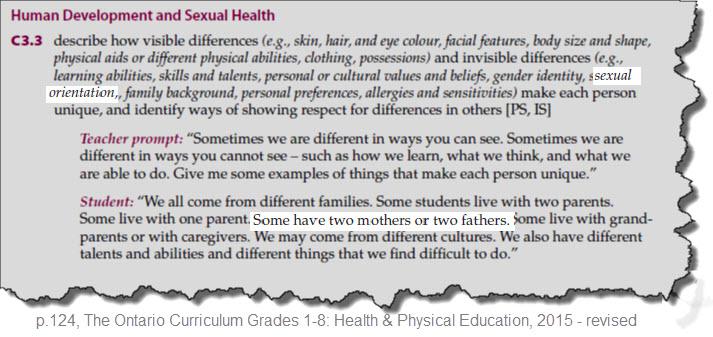 Human Development and Sexual Health
C3.3 describe how visible differences (e.g., skin, hair, and eye colour, facial features, body size and shape,
physical aids or different physical abilities, clothing, possessions) and invisible differences (e.g.,
learning abilities, skills and talents, personal or cultural values and beliefs, gender identity, sexual
orientation,, family background, personal preferences, allergies and sensitivities) make each person
unique, and identify ways of showing respect for differences in others [PS, IS]
Teacher prompt: “Sometimes we are different in ways you can see. Sometimes we are
different in ways you cannot see – such as how we learn, what we think, and what we
are able to do. Give me some examples of things that make each person unique.”
Student: “We all come from different families. Some students live with two parents.
Some live with one parent. Some have two mothers or two fathers. Some live with grand-
parents or with caregivers. We may come from different cultures. We also have different
talents and abilities and different things that we find difficult to do.”
p.124, The Ontario Curriculum Grades 1-8: Health & Physical Education, 2015 - revised